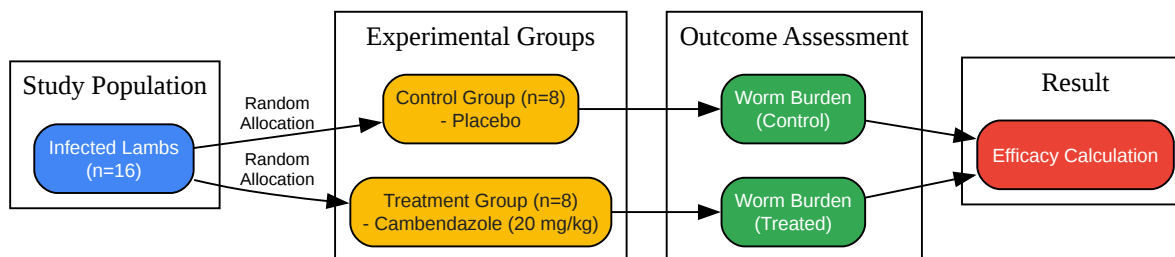 Study Population
Infected Lambs
(n=16)
Random
Allocation
Random
Allocation
Experimental Groups
Control Group (n=8)
- Placebo
Treatment Group (n=8)
- Cambendazole (20 mg/kg)
Outcome Assessment
Worm Burden
(Control)
Worm Burden
(Treated)
Result
Efficacy Calculation